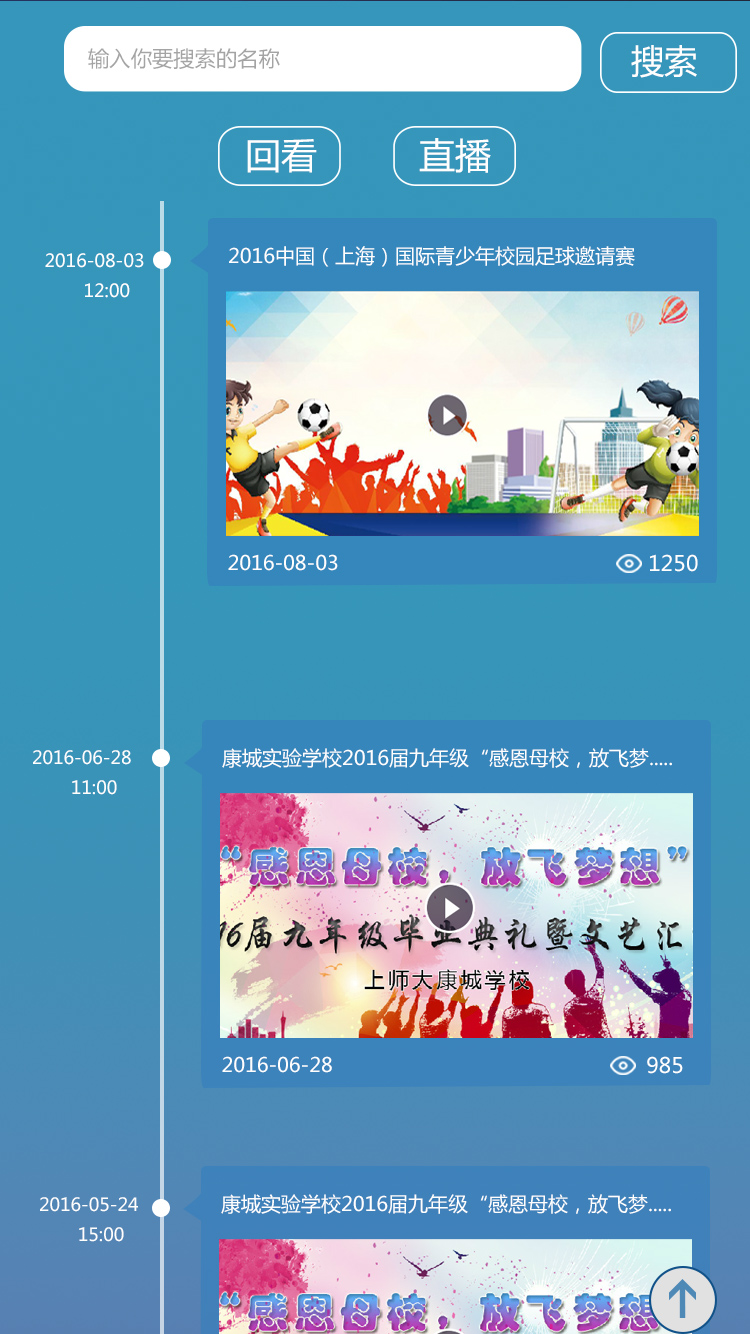 输入你要搜索的名称
搜索
回看
直播
2016-08-03
12:00
2016中国（上海）国际青少年校园足球邀请赛
2016-08-03
1250
2016-06-28
11:00
康城实验学校2016届九年级“感恩母校，放飞梦.....
“感恩母校，放飞梦想”
16届九年级毕业典礼暨文艺汇
上师大康城学校
2016-06-28
985
2016-05-24
15:00
康城实验学校2016届九年级“感恩母校，放飞梦.....
“感恩母校，放飞梦想